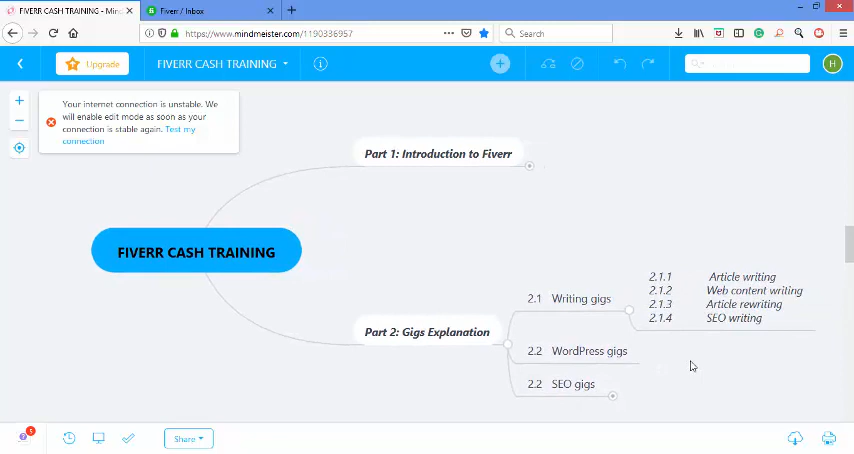 FIVERR CASH TRAINING - Mind
Fiverr / Inbox
https://www.mindmeister.com/1190336957
Search
Upgrade
FIVERR CASH TRAINING
H
Your internet connection is unstable. We
will enable edit mode as soon as your
connection is stable again. Test my
connection
Part 1: Introduction to Fiverr
FIVERR CASH TRAINING
Part 2: Gigs Explanation
2.1 Writing gigs
2.1.1 Article writing
2.1.2 Web content writing
2.1.3 Article rewriting
2.1.4 SEO writing
2.2 WordPress gigs
2.2 SEO gigs
5
Share